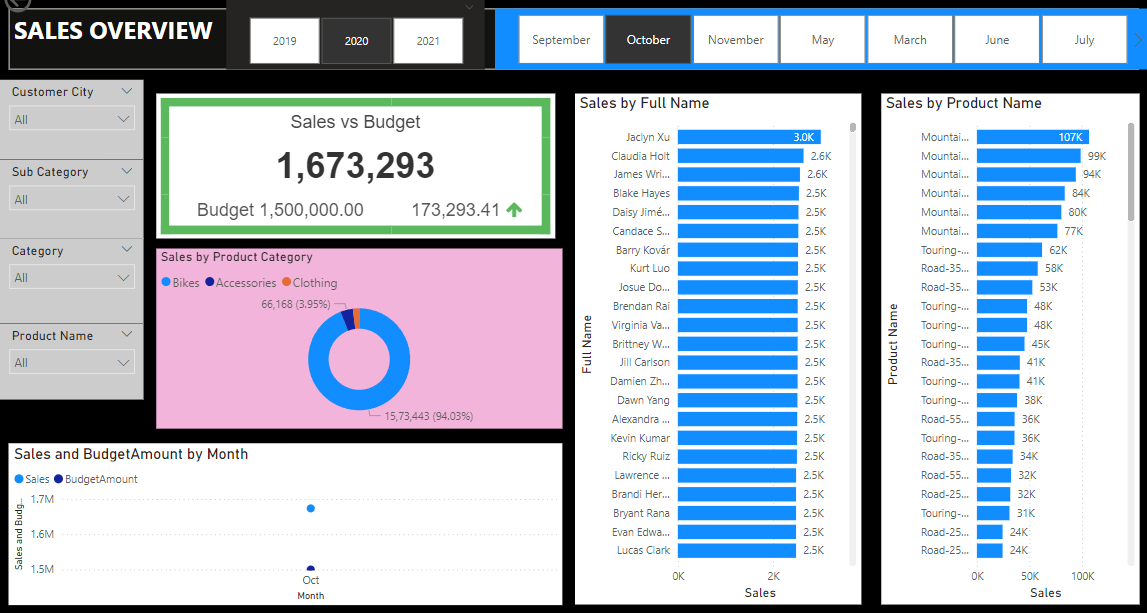 SALES OVERVIEW
2019
2020
2021
September
October
November
May
March
June
July
Customer City
All
Sub Category
All
Category
All
Product Name
All
Sales vs Budget
1,673,293
Budget 1,500,000.00
173,293.41
Sales by Product Category
Bikes Accessories Clothing
66,168 (3.95%)
15,73,443 (94.03%)
Sales and BudgetAmount by Month
Sales BudgetAmount
Sales and Budg...
1.7M
1.6M
1.5M
Oct
Month
Sales by Full Name
Full Name
Jaclyn Xu 3.0K
Claudia Holt 2.6K
James Wri... 2.6K
Blake Hayes 2.5K
Daisy Jimé... 2.5K
Candace S... 2.5K
Barry Kovár 2.5K
Kurt Luo 2.5K
Josue Do... 2.5K
Brendan Rai 2.5K
Virginia Va... 2.5K
Brittney W... 2.5K
Jill Carlson 2.5K
Damien Zh... 2.5K
Dawn Yang 2.5K
Alexandra ... 2.5K
Kevin Kumar 2.5K
Ricky Ruiz 2.5K
Lawrence ... 2.5K
Brandi Her... 2.5K
Bryant Rana 2.5K
Evan Edwa... 2.5K
Lucas Clark 2.5K
0K 2K
Sales
Sales by Product Name
Product Name
Mountai... 107K
Mountai... 99K
Mountai... 94K
Mountai... 84K
Mountai... 80K
Mountai... 77K
Touring-... 62K
Road-35... 58K
Road-35... 53K
Touring-... 48K
Touring-... 48K
Touring-... 45K
Road-35... 41K
Touring-... 41K
Touring-... 38K
Road-55... 36K
Touring-... 36K
Road-35... 34K
Road-55... 32K
Road-25... 32K
Touring-... 31K
Road-25... 24K
Road-25... 24K
0K 50K 100K
Sales